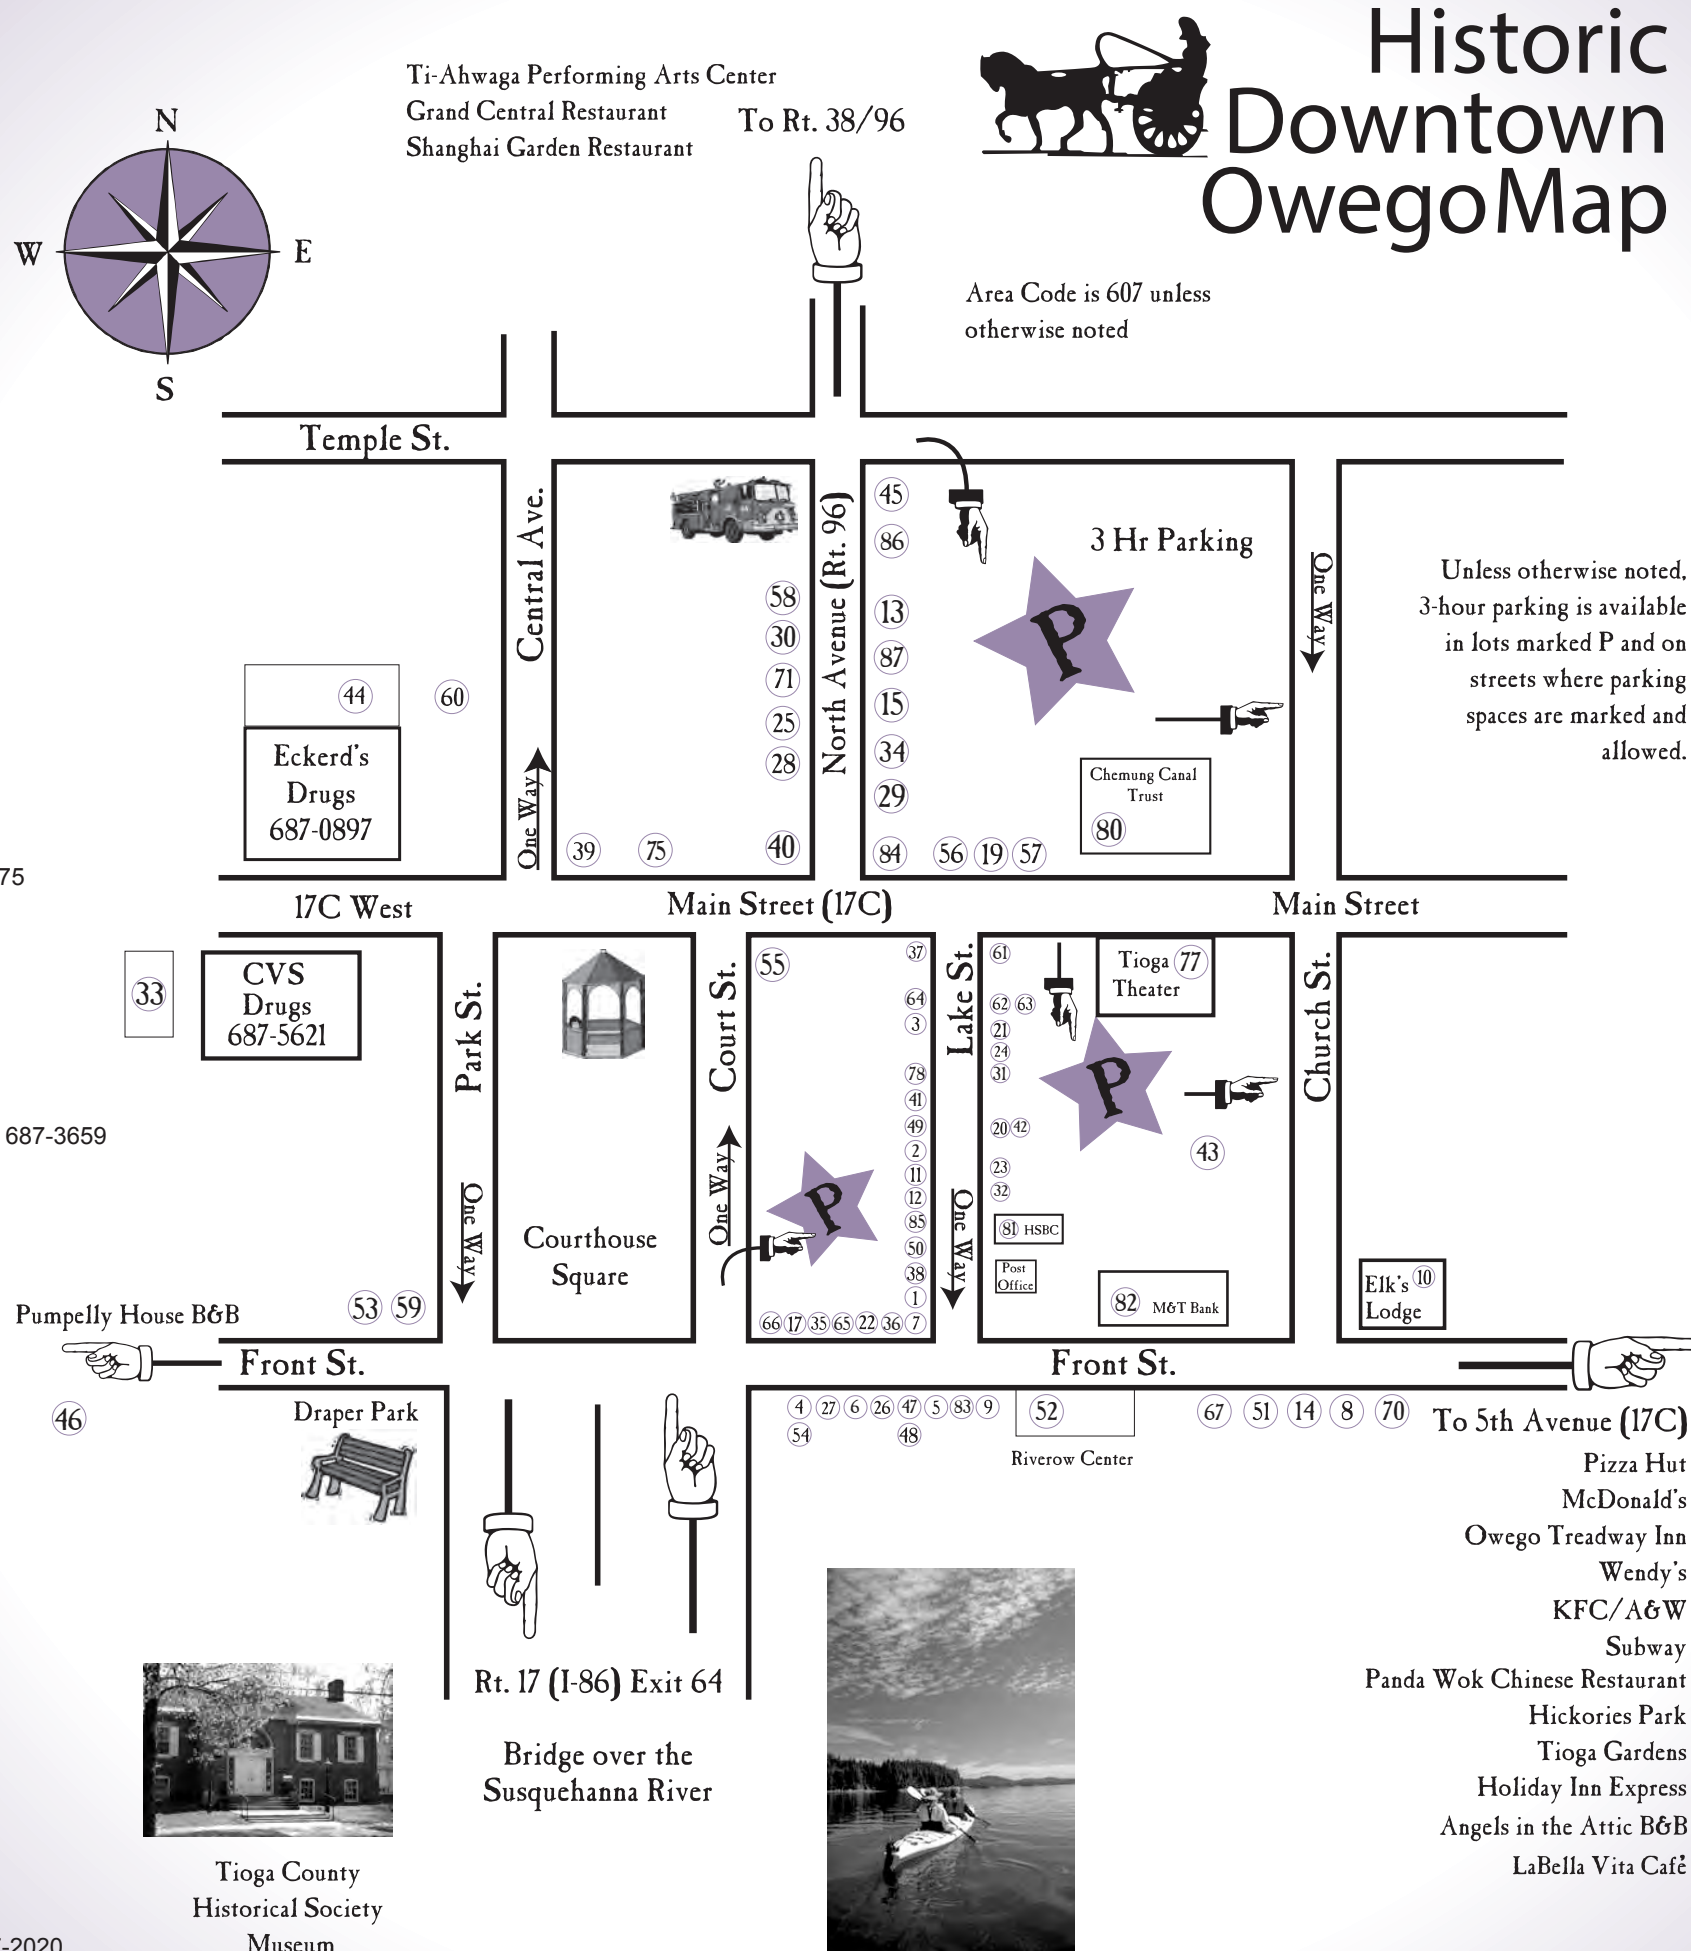 Historic
Downtown
Owego Map
Ti-Ahwaga Performing Arts Center
Grand Central Restaurant
Shanghai Garden Restaurant
To Rt. 38/96
N
W
E
S
Area Code is 607 unless
otherwise noted
Temple St.
Central Ave.
One Way
North Avenue (Rt. 96)
45
86
13
87
15
34
29
84
56
19
57
58
30
71
25
28
40
39
75
3 Hr Parking
P
One Way
Unless otherwise noted,
3-hour parking is available
in lots marked P and on
streets where parking
spaces are marked and
allowed.
44
60
Eckerd's
Drugs
687-0897
Chemung Canal
Trust
80
75
17C West
Main Street (17C)
Main Street
33
CVS
Drugs
687-5621
Park St.
One Way
Courthouse
Square
Court St.
One Way
55
P
37
64
3
78
41
49
2
11
12
85
50
38
1
66
17
35
65
22
36
7
Lake St.
One Way
61
62
63
21
24
31
20
42
23
32
81 HSBC
Post
Office
Tioga 77
Theater
P
43
82 M&T Bank
Church St.
Elk's 10
Lodge
687-3659
53
59
Pumpelly House B&B
Front St.
Front St.
46
Draper Park
4
27
6
26
47
5
83
9
54
48
52
Riverow Center
67
51
14
8
70
To 5th Avenue (17C)
Pizza Hut
McDonald's
Owego Treadway Inn
Wendy's
KFC/A&W
Subway
Panda Wok Chinese Restaurant
Hickories Park
Tioga Gardens
Holiday Inn Express
Angels in the Attic B&B
LaBella Vita Café
Rt. 17 (I-86) Exit 64
Bridge over the
Susquehanna River
Tioga County
Historical Society
Museum
-2020